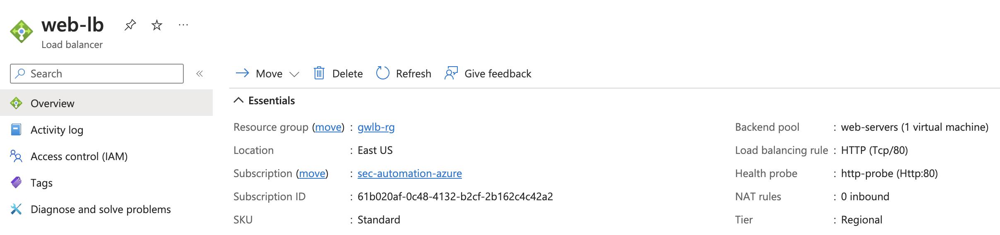 web-lb
Load balancer
Search
«
Move
Delete
Refresh
Give feedback
Overview
Activity log
Access control (IAM)
Tags
Diagnose and solve problems
Essentials
Resource group (move) : gwlb-rg
Location : East US
Subscription (move) : sec-automation-azure
Subscription ID : 61b020af-0c48-4132-b2cf-2b162c4c42a2
SKU : Standard
Backend pool : web-servers (1 virtual machine)
Load balancing rule : HTTP (Tcp/80)
Health probe : http-probe (Http:80)
NAT rules : 0 inbound
Tier : Regional